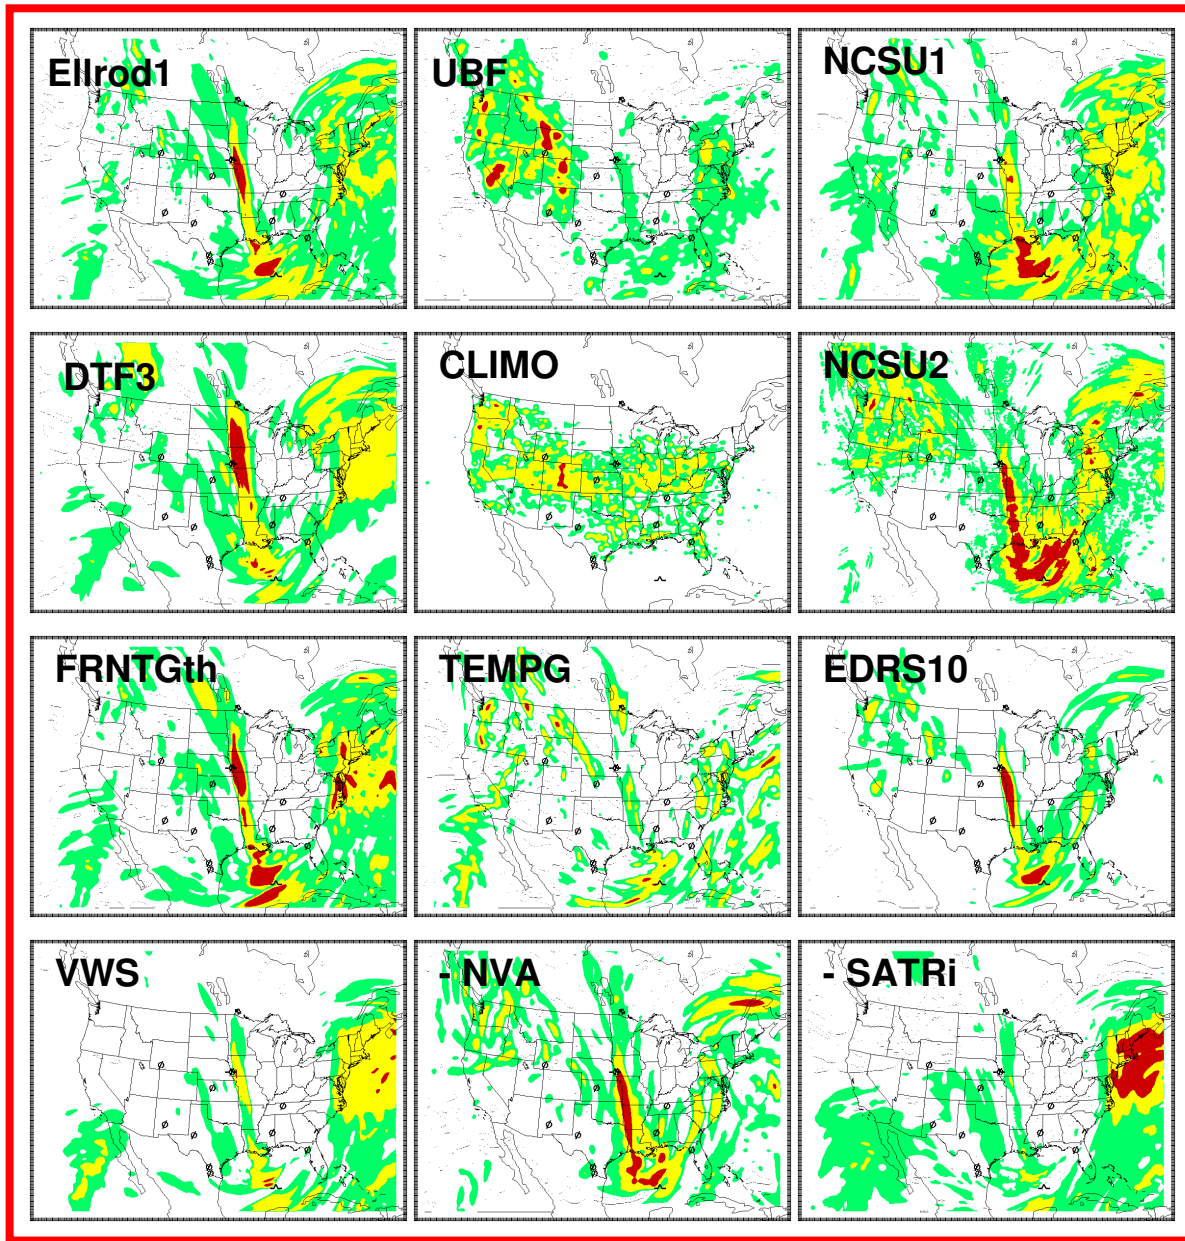 Ellrod1
UBF
NCSU1
DTF3
CLIMO
NCSU2
FRNTGth
TEMPG
EDRS10
VWS
- NVA
- SATRi